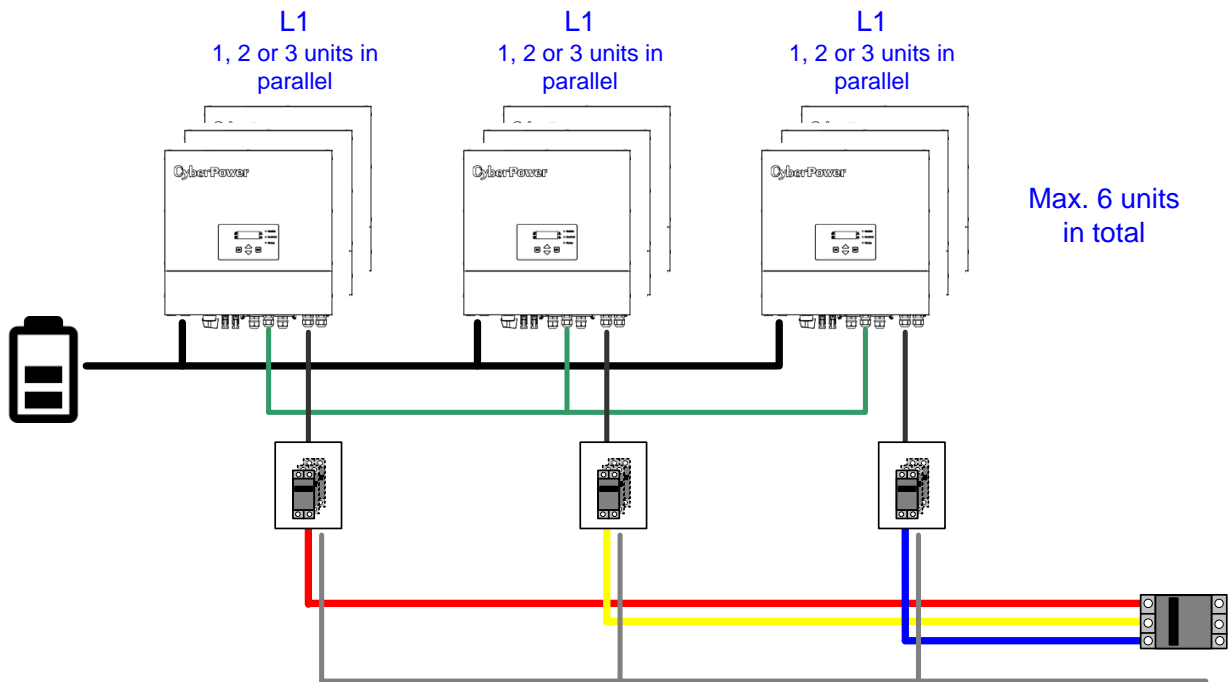 L1
1, 2 or 3 units in
parallel
L1
1, 2 or 3 units in
parallel
L1
1, 2 or 3 units in
parallel
CyberPower
CyberPower
CyberPower
Max. 6 units
in total